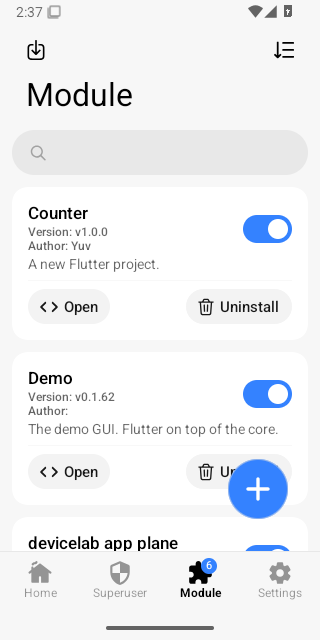 2:37
Module
Counter
Version: v1.0.0
Author: Yuv
A new Flutter project.
Open
Uninstall
Demo
Version: v0.1.62
Author:
The demo GUI. Flutter on top of the core.
Open
devicelab app plane
6
Home
Superuser
Module
Settings